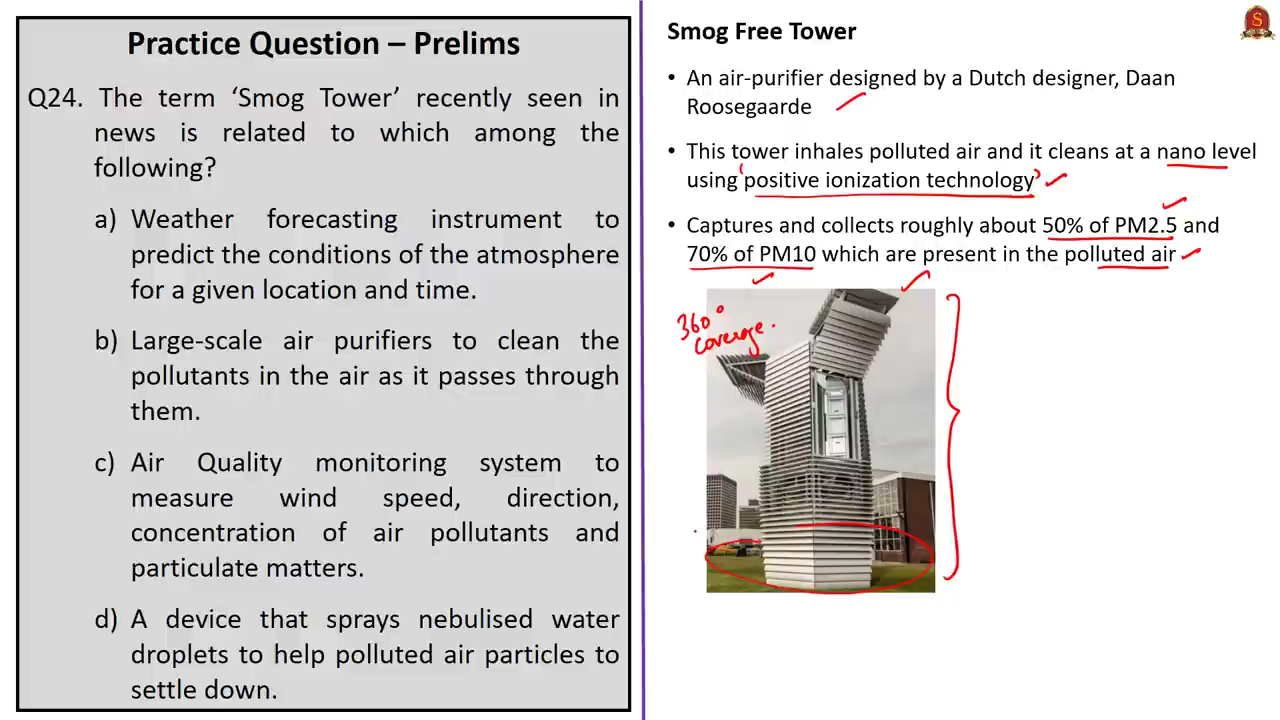 Practice Question – Prelims
Q24. The term ‘Smog Tower’ recently seen in
news is related to which among the
following?
a) Weather forecasting instrument to
predict the conditions of the atmosphere
for a given location and time.
b) Large-scale air purifiers to clean the
pollutants in the air as it passes through
them.
c) Air Quality monitoring system to
measure wind speed, direction,
concentration of air pollutants and
particulate matters.
d) A device that sprays nebulised water
droplets to help polluted air particles to
settle down.
Smog Free Tower
• An air-purifier designed by a Dutch designer, Daan
Roosegaarde
• This tower inhales polluted air and it cleans at a nano level
using ‘positive ionization technology’
• Captures and collects roughly about 50% of PM2.5 and
70% of PM10 which are present in the polluted air
360°
coverage.
S